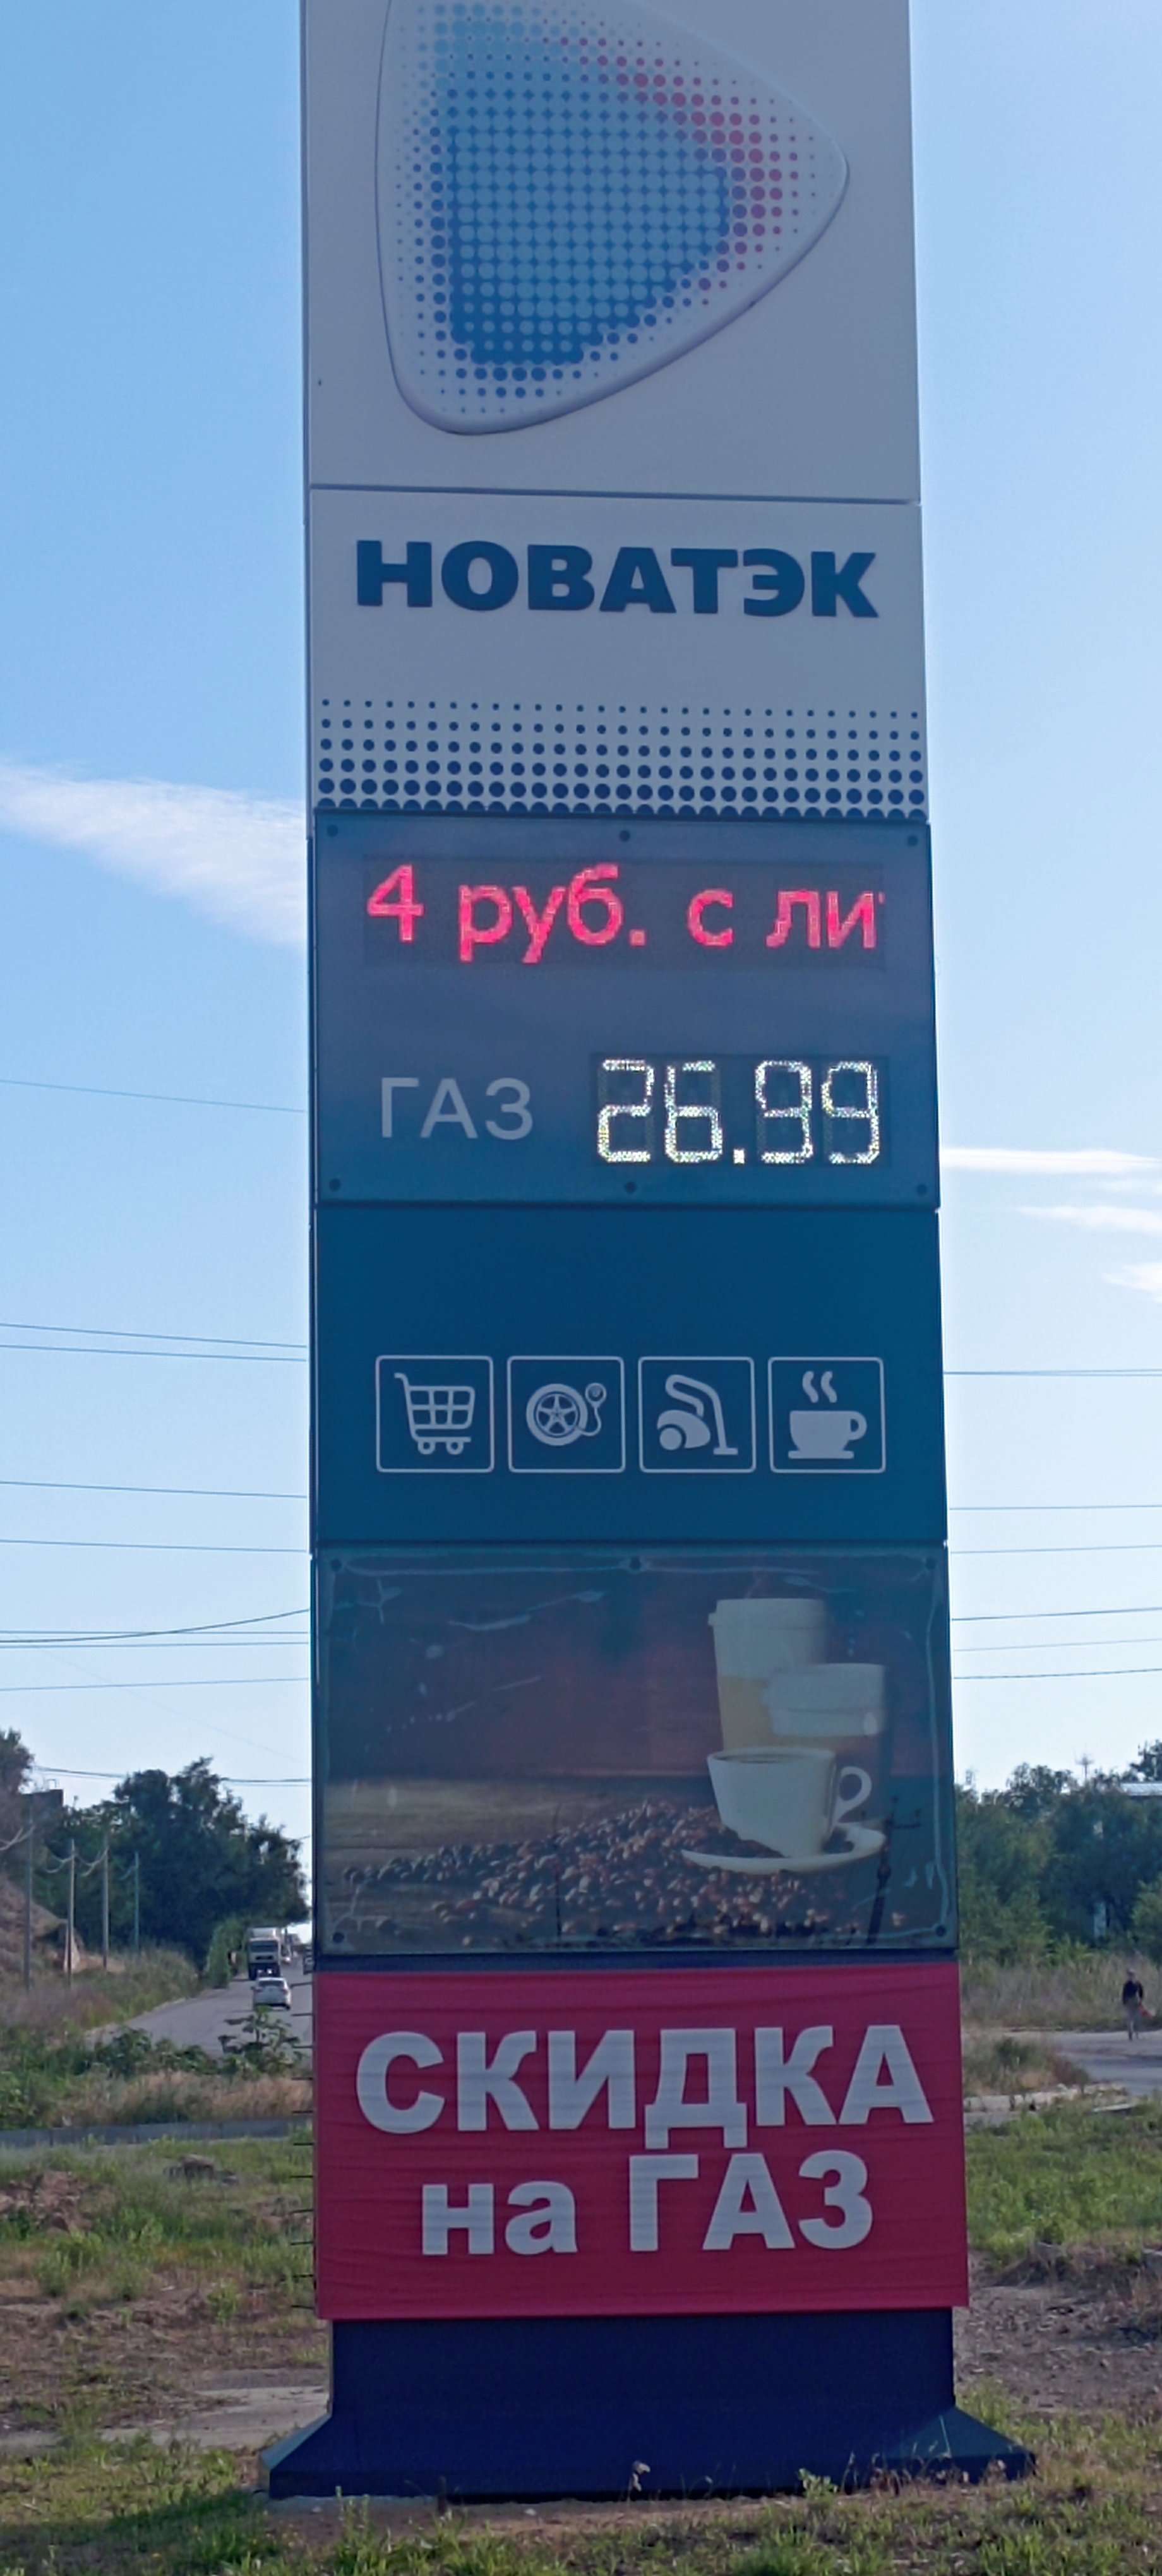 НОВАТЭК
4 руб. с ли
ГАЗ 26.99
СКИДКА
на ГАЗ